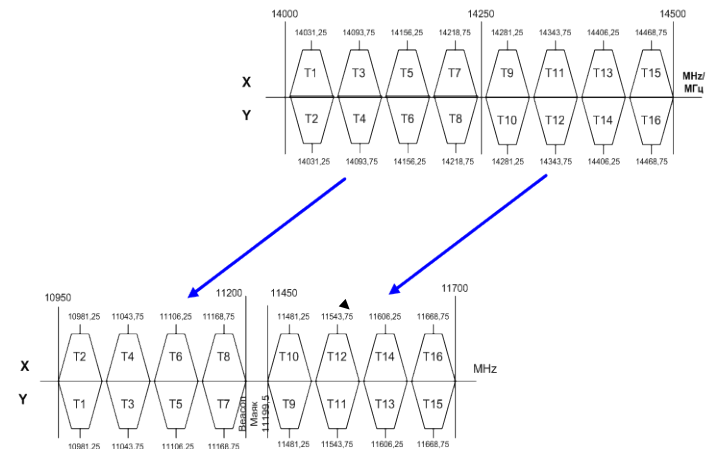 14000 14250 14500
14031,25 14093,75 14156,25 14218,75 14281,25 14343,75 14406,25 14468,75
X T1 T3 T5 T7 T9 T11 T13 T15 MHz/
МГц
Y T2 T4 T6 T8 T10 T12 T14 T16
14031,25 14093,75 14156,25 14218,75 14281,25 14343,75 14406,25 14468,75
10950 11200 11450 11700
10981,25 11043,75 11106,25 11168,75 11481,25 11543,75 11606,25 11668,75
X T2 T4 T6 T8 T10 T12 T14 T16
MHz
Y T1 T3 T5 T7 T9 T11 T13 T15
Beacon
Маяк
11199,5
10981,25 11043,75 11106,25 11168,75 11481,25 11543,75 11606,25 11668,75